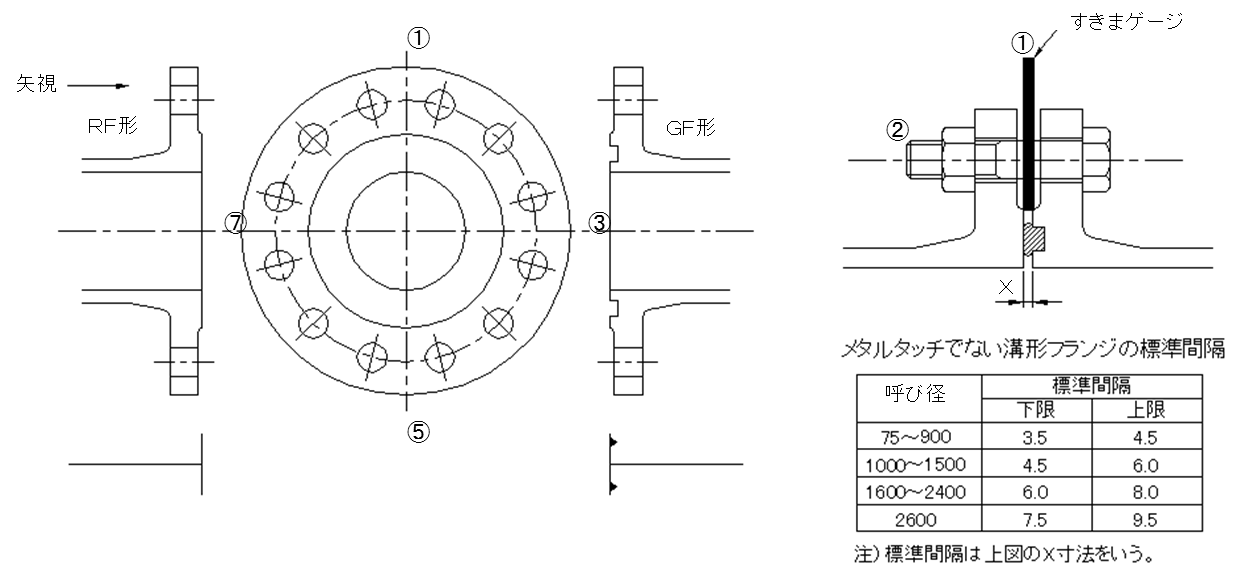 ①
矢視
RF形
GF形
⑦
③
⑤
すきまゲージ
①
②
X
メタルタッチでない溝形フランジの標準間隔
呼び径 標準間隔
下限 上限
75～900 3.5 4.5
1000～1500 4.5 6.0
1600～2400 6.0 8.0
2600 7.5 9.5
注）標準間隔は上図のX寸法をいう。